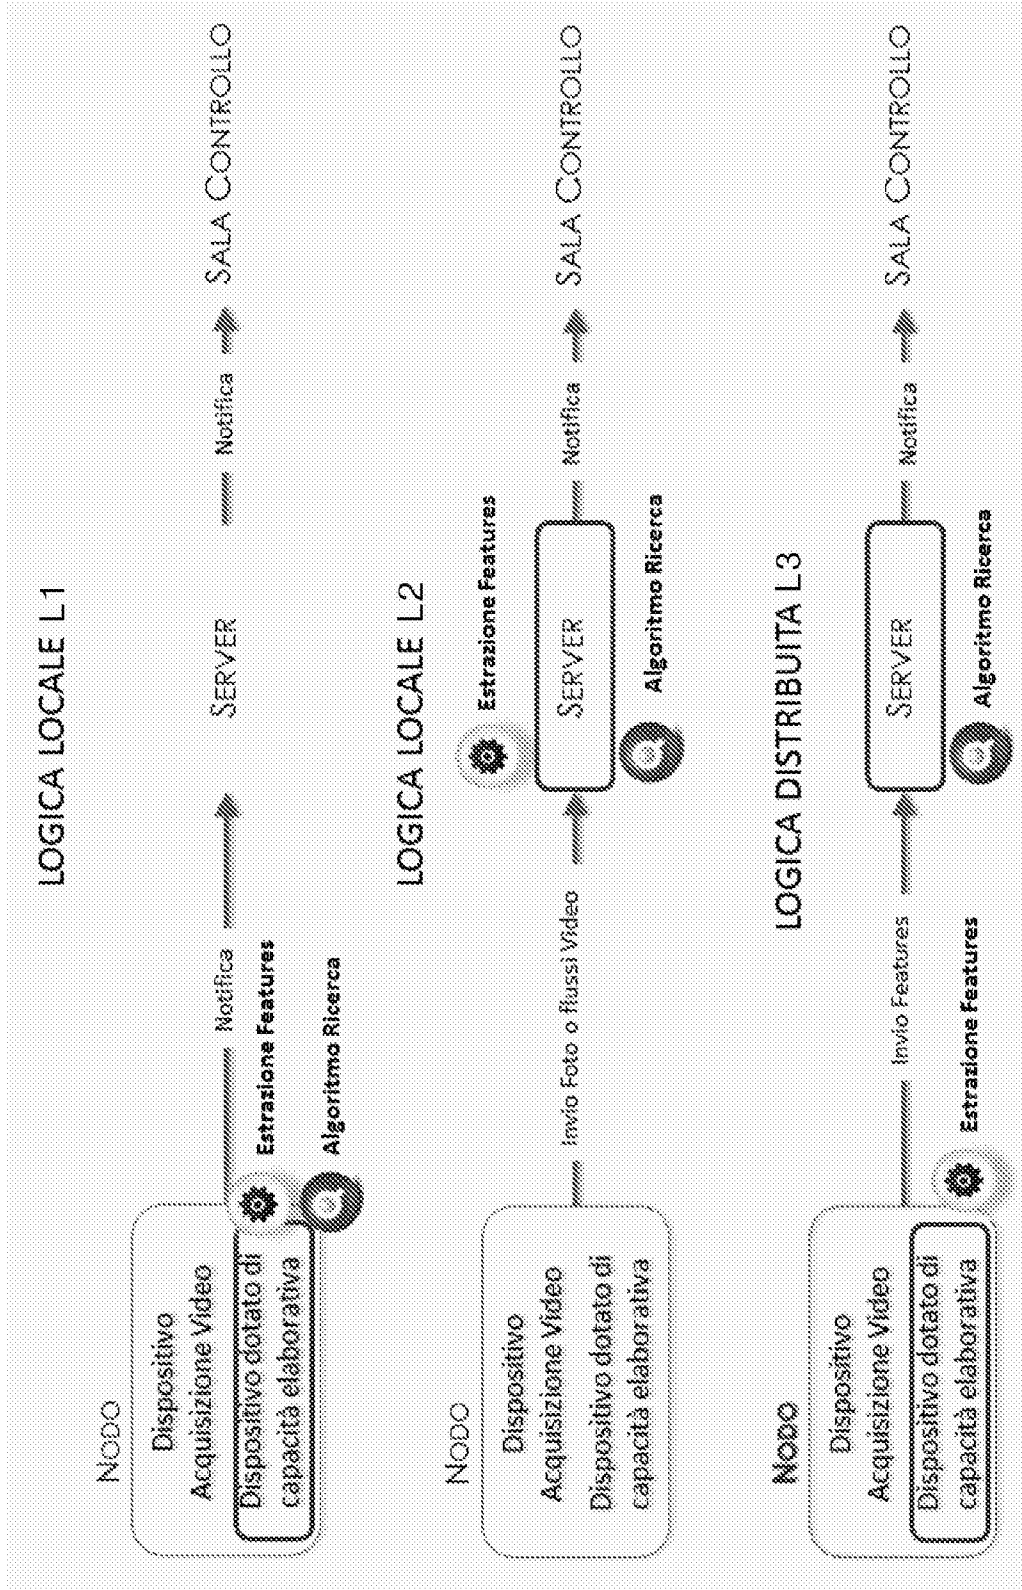 LOGICA LOCALE L1
NODO
Dispositivo
Acquisizione Video
Dispositivo dotato di
capacità elaborativa
Notifica
Estrazione Features
Algoritmo Ricerca
SERVER
Notifica
SALA CONTROLLO
LOGICA LOCALE L2
NODO
Dispositivo
Acquisizione Video
Dispositivo dotato di
capacità elaborativa
Invio Foto o flussi Video
Estrazione Features
SERVER
Algoritmo Ricerca
Notifica
SALA CONTROLLO
LOGICA DISTRIBUITA L3
NODO
Dispositivo
Acquisizione Video
Dispositivo dotato di
capacità elaborativa
Invio Features
Estrazione Features
SERVER
Algoritmo Ricerca
Notifica
SALA CONTROLLO